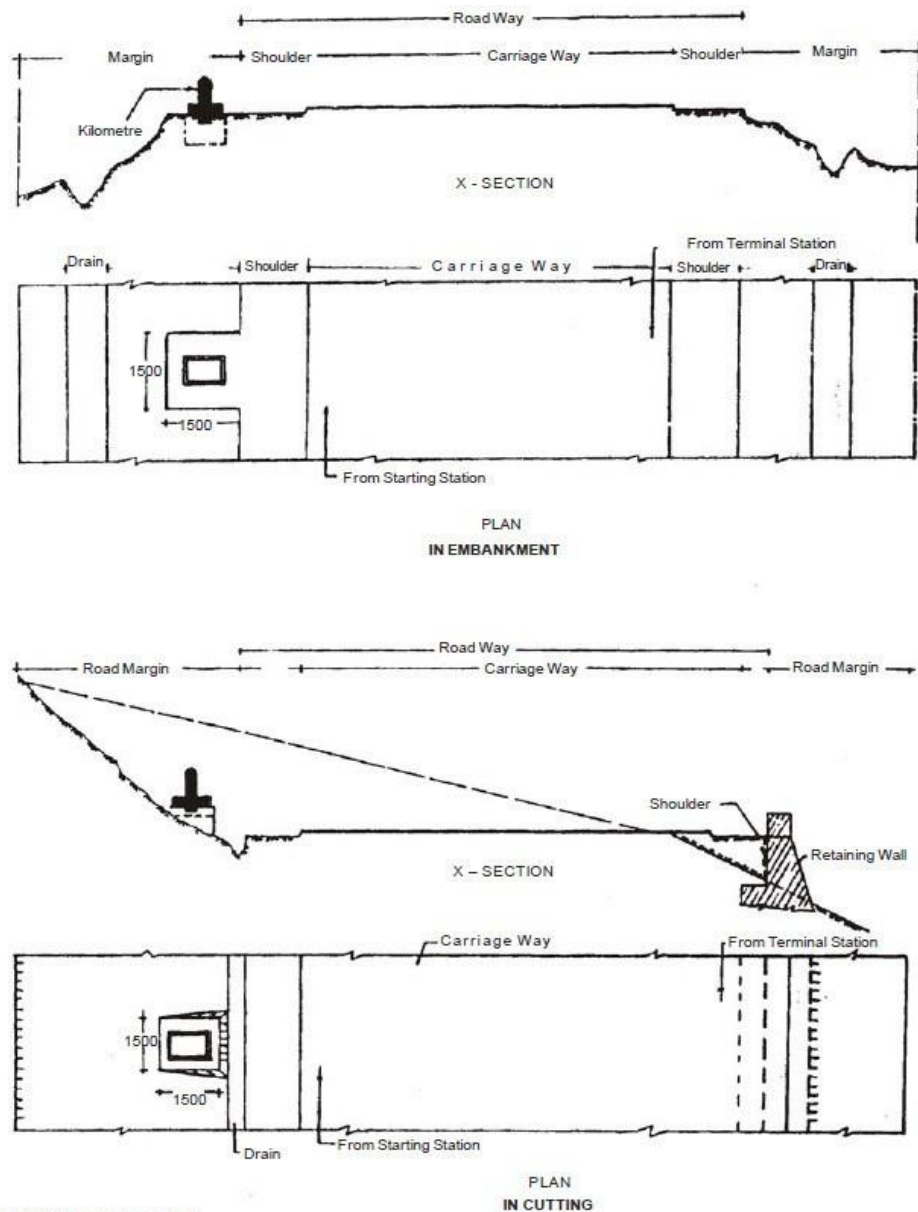 Road Way
Margin Shoulder Carriage Way Shoulder Margin
Kilometre
X - SECTION
From Terminal Station
Drain Shoulder Carriage Way Shoulder Drain
1500
1500
From Starting Station
PLAN
IN EMBANKMENT
Road Way
Road Margin Carriage Way Road Margin
Shoulder
Retaining Wall
X – SECTION
Carriage Way From Terminal Station
1500
1500
From Starting Station
Drain
PLAN
IN CUTTING